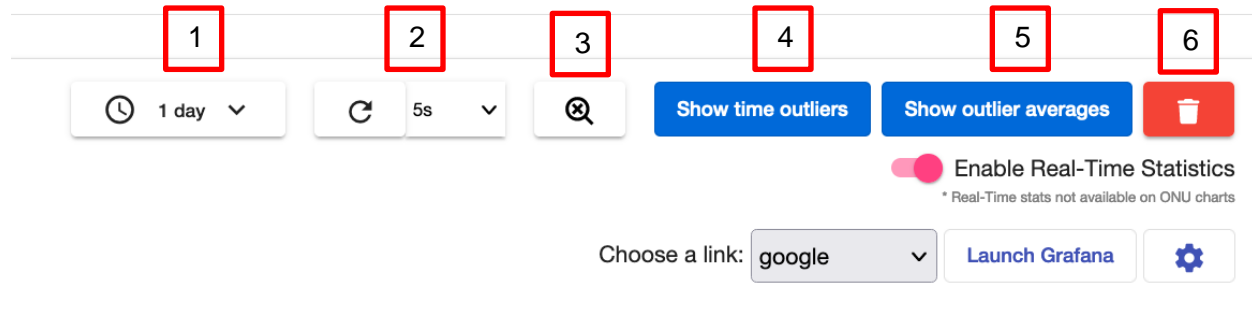 1 2 3 4 5 6
1 day 5s Show time outliers Show outlier averages
Enable Real-Time Statistics
* Real-Time stats not available on ONU charts
Choose a link: google Launch Grafana